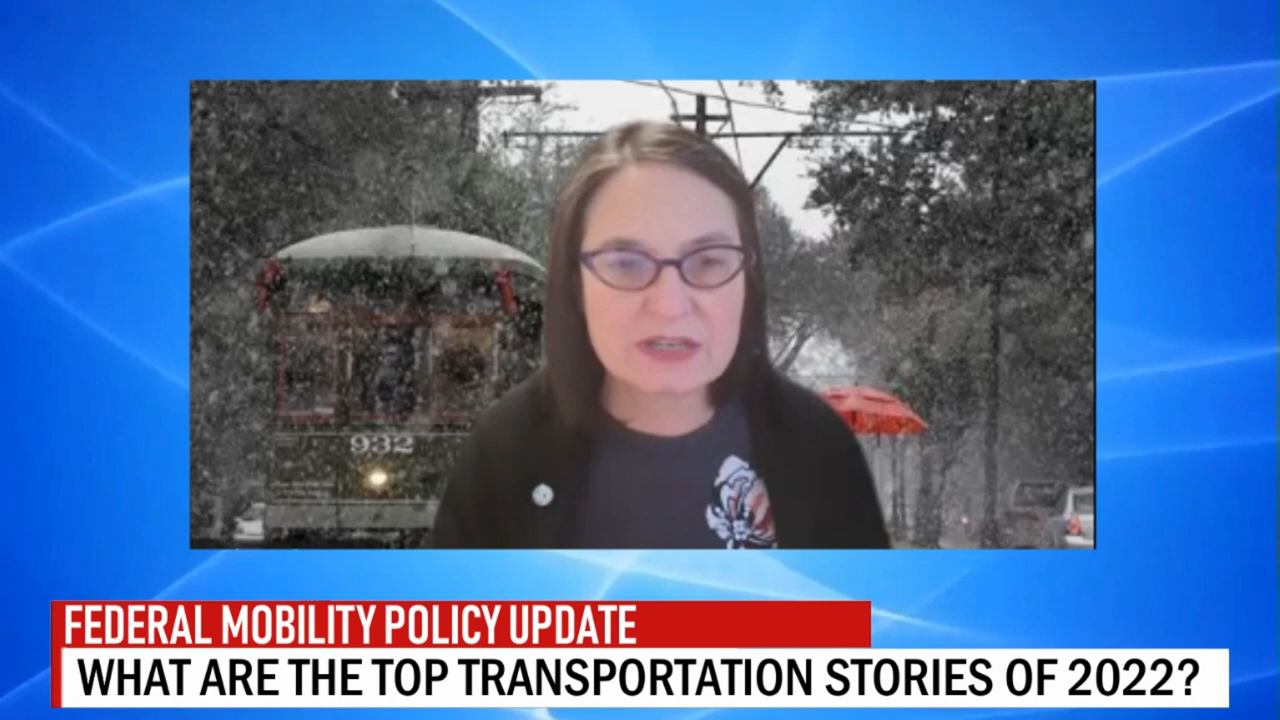 932
FEDERAL MOBILITY POLICY UPDATE
WHAT ARE THE TOP TRANSPORTATION STORIES OF 2022?